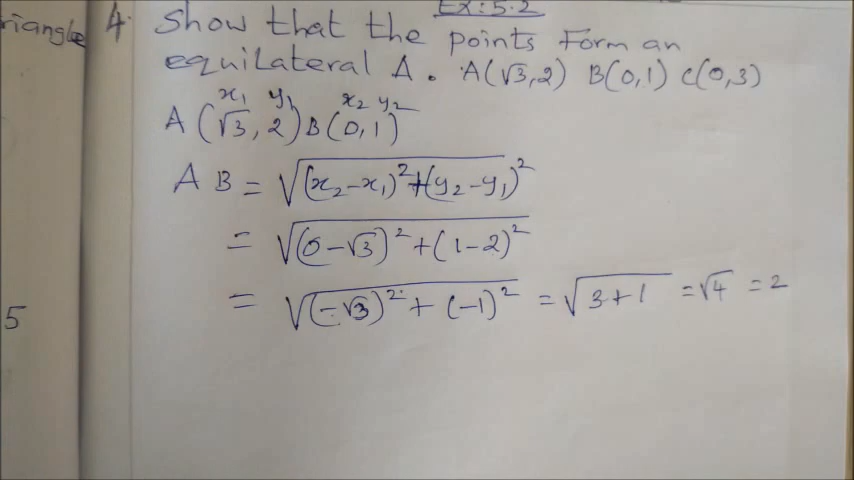 Ex: 5.2
riangle
4. Show that the points Form an
equilateral Δ. A(√3, 2) B(0, 1) C(0, 3)
x₁ y₁ x₂ y₂
A(√3, 2) B(0, 1)
AB = √(x₂-x₁)²+(y₂-y₁)²
= √(0-√3)²+(1-2)²
= √(-√3)²+(-1)² = √3+1 = √4 = 2
5